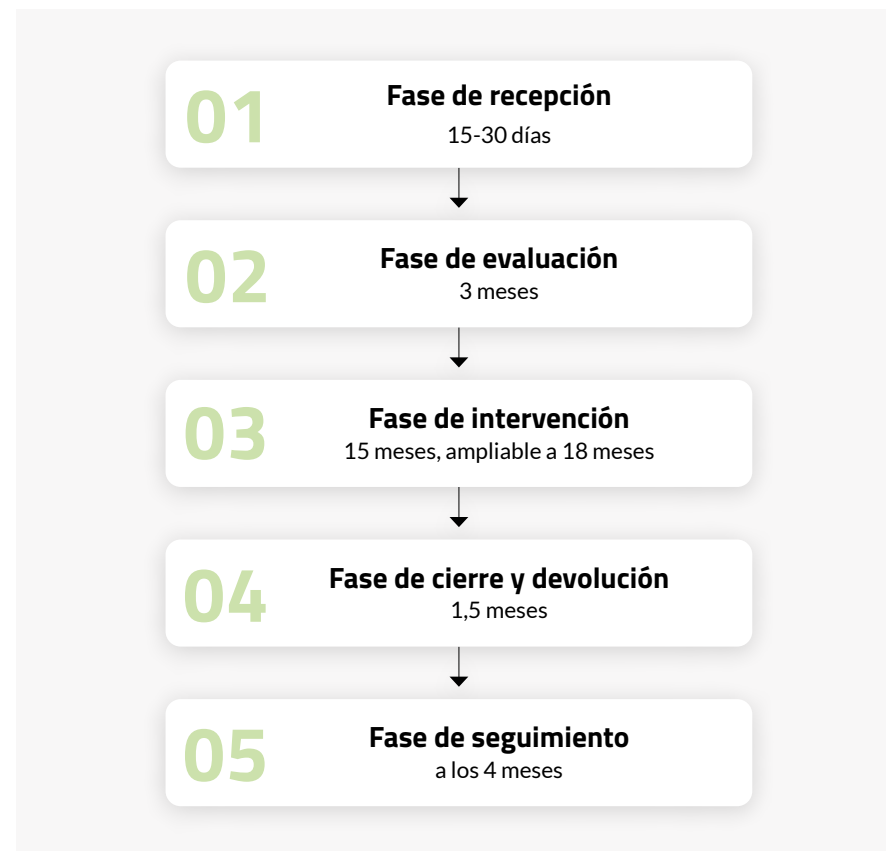 01
Fase de recepción
15-30 días
02
Fase de evaluación
3 meses
03
Fase de intervención
15 meses, ampliable a 18 meses
04
Fase de cierre y devolución
1,5 meses
05
Fase de seguimiento
a los 4 meses